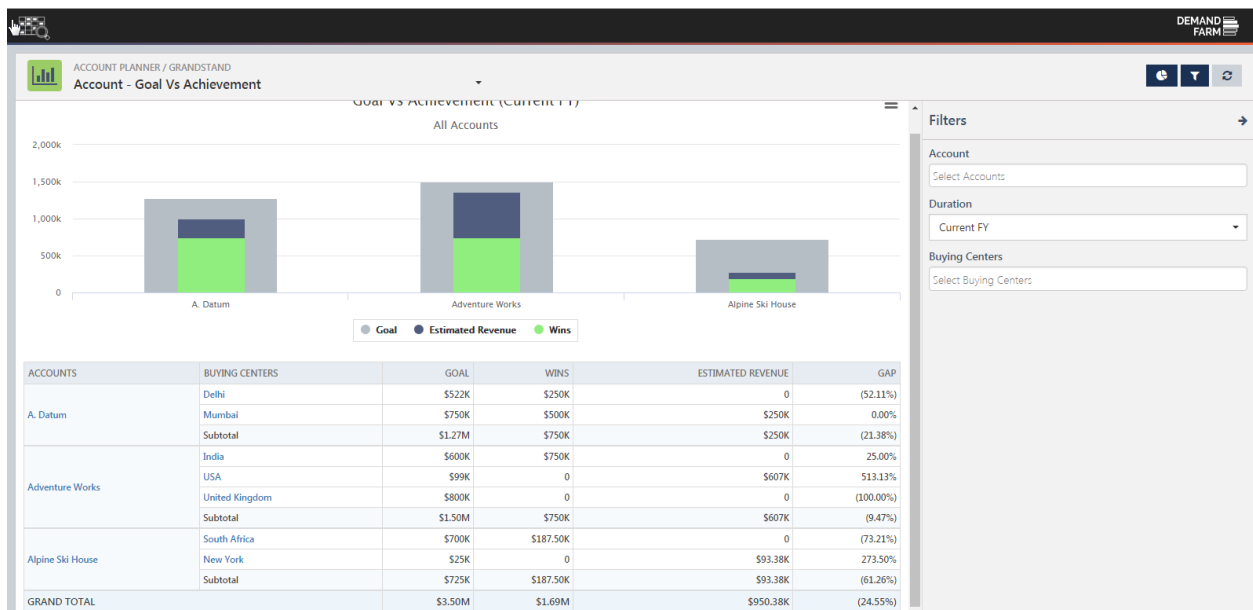 DEMAND
FARM
ACCOUNT PLANNER / GRANDSTAND
Account - Goal Vs Achievement
Goal Vs Achievement (Current FY)
All Accounts
2,000k
1,500k
1,000k
500k
0
A. Datum Adventure Works Alpine Ski House
Goal Estimated Revenue Wins
Filters
Account
Select Accounts
Duration
Current FY
Buying Centers
Select Buying Centers
ACCOUNTS BUYING CENTERS GOAL WINS ESTIMATED REVENUE GAP
Delhi $522K $250K 0 (52.11%)
A. Datum Mumbai $750K $500K $250K 0.00%
Subtotal $1.27M $750K $250K (21.38%)
India $600K $750K 0 25.00%
USA $99K 0 $607K 513.13%
Adventure Works
United Kingdom $800K 0 0 (100.00%)
Subtotal $1.50M $750K $607K (9.47%)
South Africa $700K $187.50K 0 (73.21%)
Alpine Ski House New York $25K 0 $93.38K 273.50%
Subtotal $725K $187.50K $93.38K (61.26%)
GRAND TOTAL $3.50M $1.69M $950.38K (24.55%)